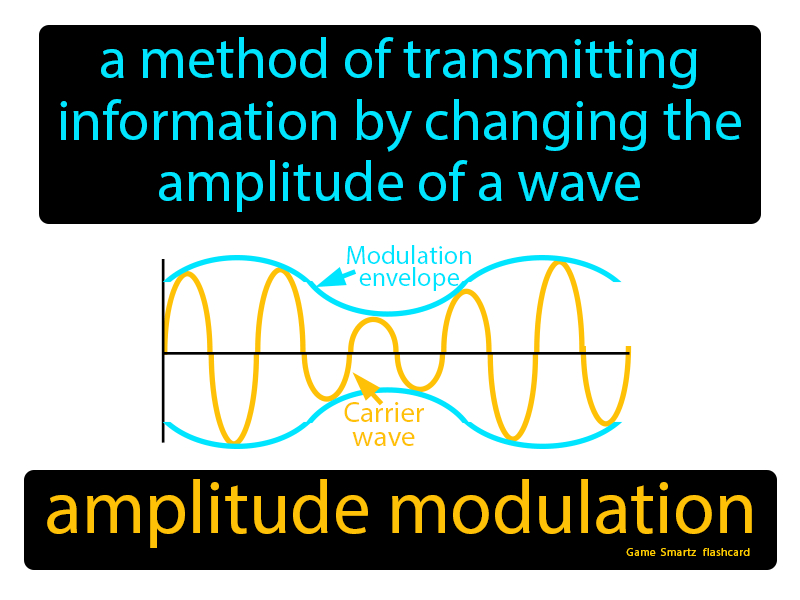 a method of transmitting
information by changing the
amplitude of a wave
Modulation
envelope
Carrier
wave
amplitude modulation
Game Smartz flashcard